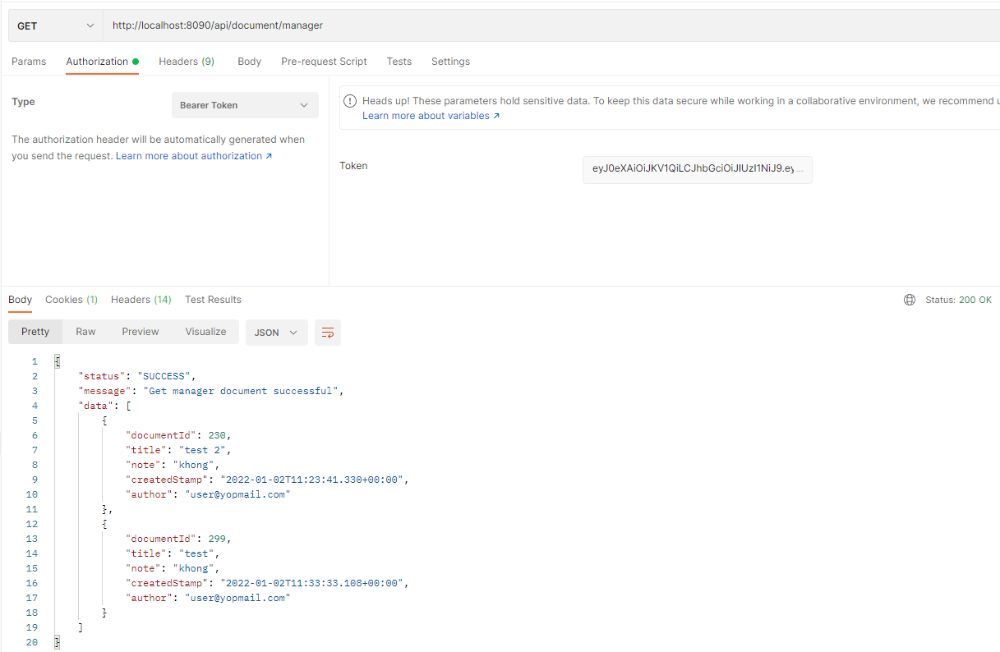 GET http://localhost:8090/api/document/manager
Params Authorization Headers (9) Body Pre-request Script Tests Settings
Type Bearer Token
The authorization header will be automatically generated when
you send the request. Learn more about authorization ↗
Heads up! These parameters hold sensitive data. To keep this data secure while working in a collaborative environment, we recommend u
Learn more about variables ↗
Token eyJ0eXAiOiJKV1QiLCJhbGciOiJIUzI1NiJ9.ey...
Body Cookies (1) Headers (14) Test Results Status: 200 OK
Pretty Raw Preview Visualize JSON
1 {
2 "status": "SUCCESS",
3 "message": "Get manager document successful",
4 "data": [
5 {
6 "documentId": 230,
7 "title": "test 2",
8 "note": "khong",
9 "createdStamp": "2022-01-02T11:23:41.330+00:00",
10 "author": "user@yopmail.com"
11 },
12 {
13 "documentId": 299,
14 "title": "test",
15 "note": "khong",
16 "createdStamp": "2022-01-02T11:33:33.108+00:00",
17 "author": "user@yopmail.com"
18 }
19 ]
20 }